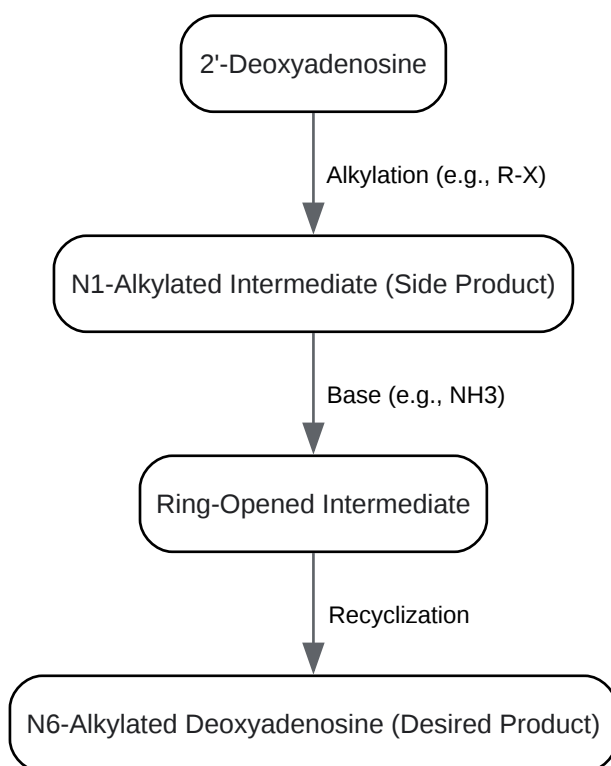 2'-Deoxyadenosine
Alkylation (e.g., R-X)
N1-Alkylated Intermediate (Side Product)
Base (e.g., NH3)
Ring-Opened Intermediate
Recyclization
N6-Alkylated Deoxyadenosine (Desired Product)